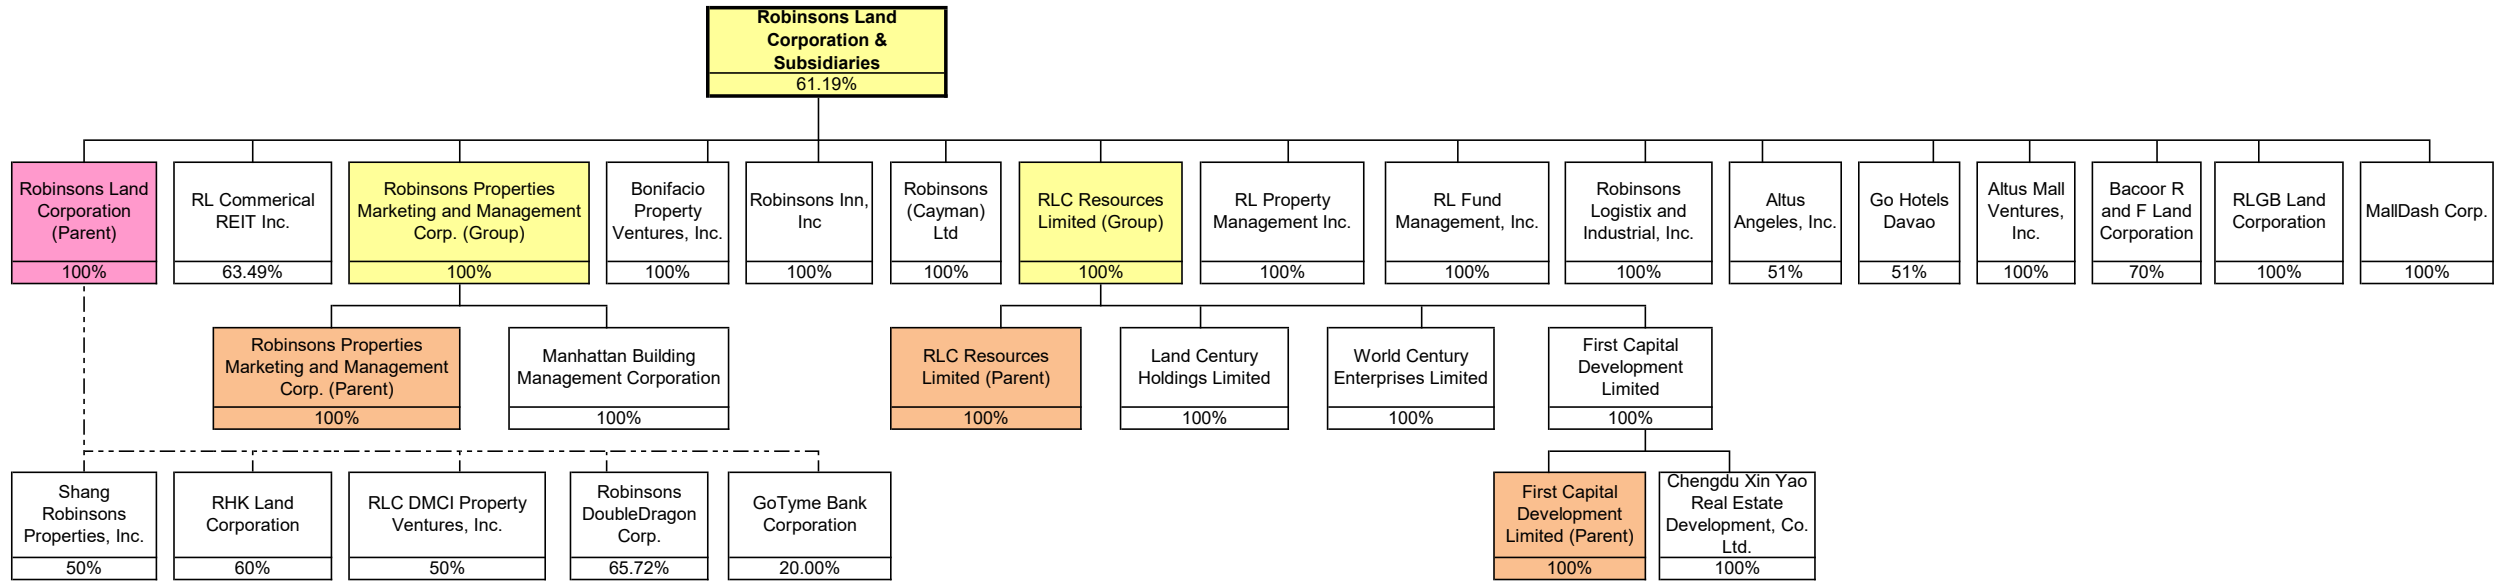 Robinsons Land
Corporation &
Subsidiaries
61.19%
Robinsons Land
Corporation
(Parent)
100%
RL Commerical
REIT Inc.
63.49%
Robinsons Properties
Marketing and Management
Corp. (Group)
100%
Bonifacio
Property
Ventures, Inc.
100%
Robinsons Inn,
Inc
100%
Robinsons
(Cayman)
Ltd
100%
RLC Resources
Limited (Group)
100%
RL Property
Management Inc.
100%
RL Fund
Management, Inc.
100%
Robinsons
Logistix and
Industrial, Inc.
100%
Altus
Angeles, Inc.
51%
Go Hotels
Davao
51%
Altus Mall
Ventures,
Inc.
100%
Bacoor R
and F Land
Corporation
70%
RLGB Land
Corporation
100%
MallDash Corp.
100%
Robinsons Properties
Marketing and Management
Corp. (Parent)
100%
Manhattan Building
Management Corporation
100%
RLC Resources
Limited (Parent)
100%
Land Century
Holdings Limited
100%
World Century
Enterprises Limited
100%
First Capital
Development
Limited
100%
Shang
Robinsons
Properties, Inc.
50%
RHK Land
Corporation
60%
RLC DMCI Property
Ventures, Inc.
50%
Robinsons
DoubleDragon
Corp.
65.72%
GoTyme Bank
Corporation
20.00%
First Capital
Development
Limited (Parent)
100%
Chengdu Xin Yao
Real Estate
Development, Co.
Ltd.
100%